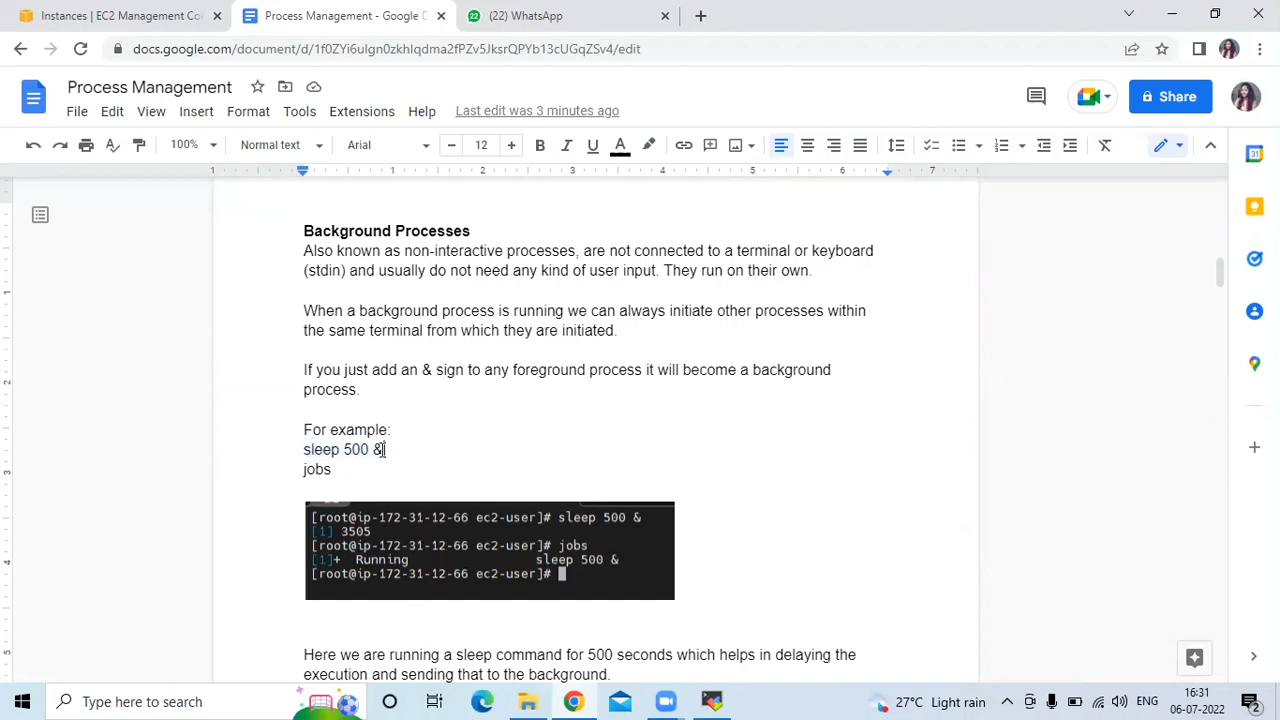 Instances | EC2 Management Co
Process Management - Google D
(22) WhatsApp
docs.google.com/document/d/1f0ZYi6ulgn0zkhIqdma2fPZv5JksrQPYb13cUGqZSv4/edit
Process Management
File Edit View Insert Format Tools Extensions Help Last edit was 3 minutes ago
Share
100% Normal text Arial 12
1 1 2 3 4 5 6 7
Background Processes
Also known as non-interactive processes, are not connected to a terminal or keyboard
(stdin) and usually do not need any kind of user input. They run on their own.
When a background process is running we can always initiate other processes within
the same terminal from which they are initiated.
If you just add an & sign to any foreground process it will become a background
process.
For example:
sleep 500 &
jobs
[root@ip-172-31-12-66 ec2-user]# sleep 500 &
[1] 3505
[root@ip-172-31-12-66 ec2-user]# jobs
[1]+ Running sleep 500 &
[root@ip-172-31-12-66 ec2-user]#
Here we are running a sleep command for 500 seconds which helps in delaying the
execution and sending that to the background.
Type here to search
27°C Light rain
16:31
06-07-2022
2